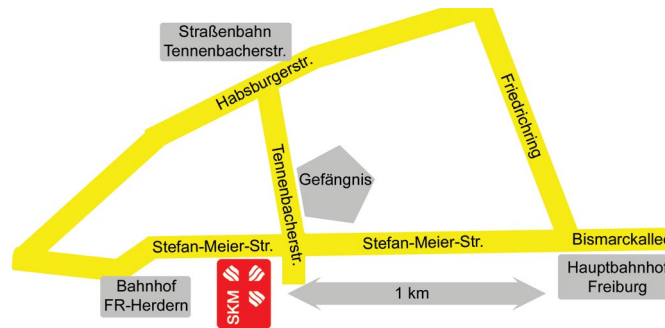 Straßenbahn
Tennenbacherstr.
Habsburgerstr.
Friedrichring
Tennenbacherstr.
Gefängnis
Stefan-Meier-Str.
Stefan-Meier-Str.
Bismarckallee
Bahnhof
FR-Herdern
SKM
1 km
Hauptbahnhof
Freiburg